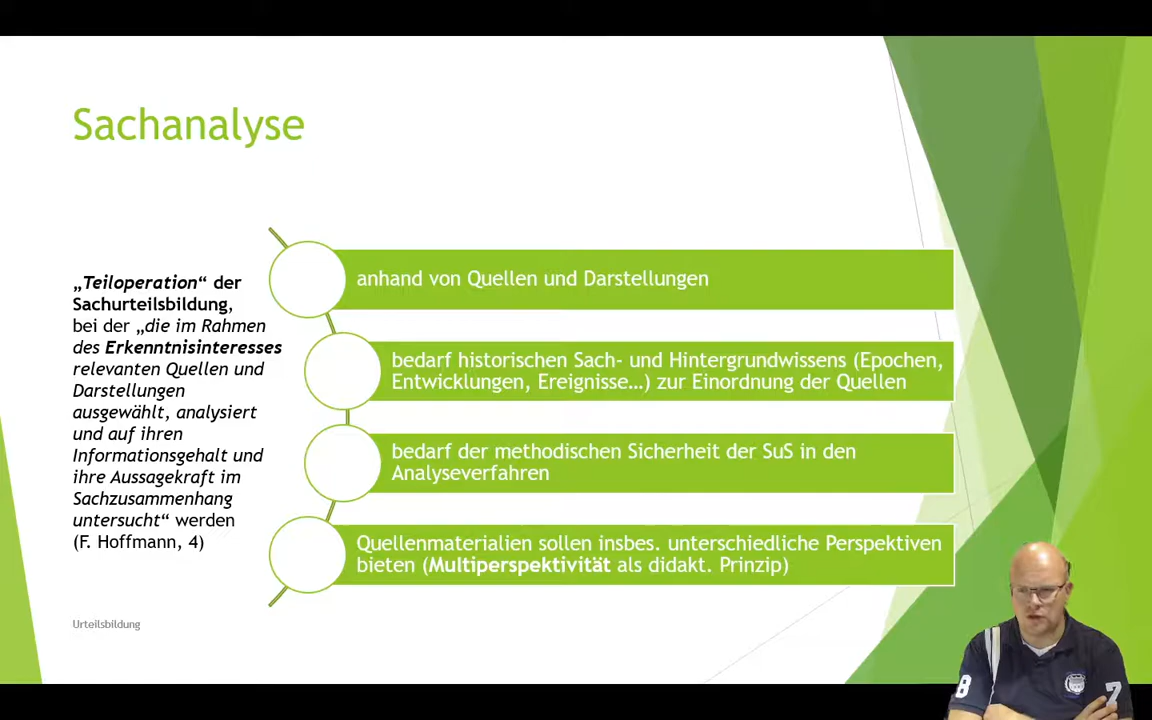 Sachanalyse
„Teiloperation“ der
Sachurteilsbildung,
bei der „die im Rahmen
des Erkenntnisinteresses
relevanten Quellen und
Darstellungen
ausgewählt, analysiert
und auf ihren
Informationsgehalt und
ihre Aussagekraft im
Sachzusammenhang
untersucht“ werden
(F. Hoffmann, 4)
anhand von Quellen und Darstellungen
bedarf historischen Sach- und Hintergrundwissens (Epochen,
Entwicklungen, Ereignisse…) zur Einordnung der Quellen
bedarf der methodischen Sicherheit der SuS in den
Analyseverfahren
Quellenmaterialien sollen insbes. unterschiedliche Perspektiven
bieten (Multiperspektivität als didakt. Prinzip)
Urteilsbildung
8
7